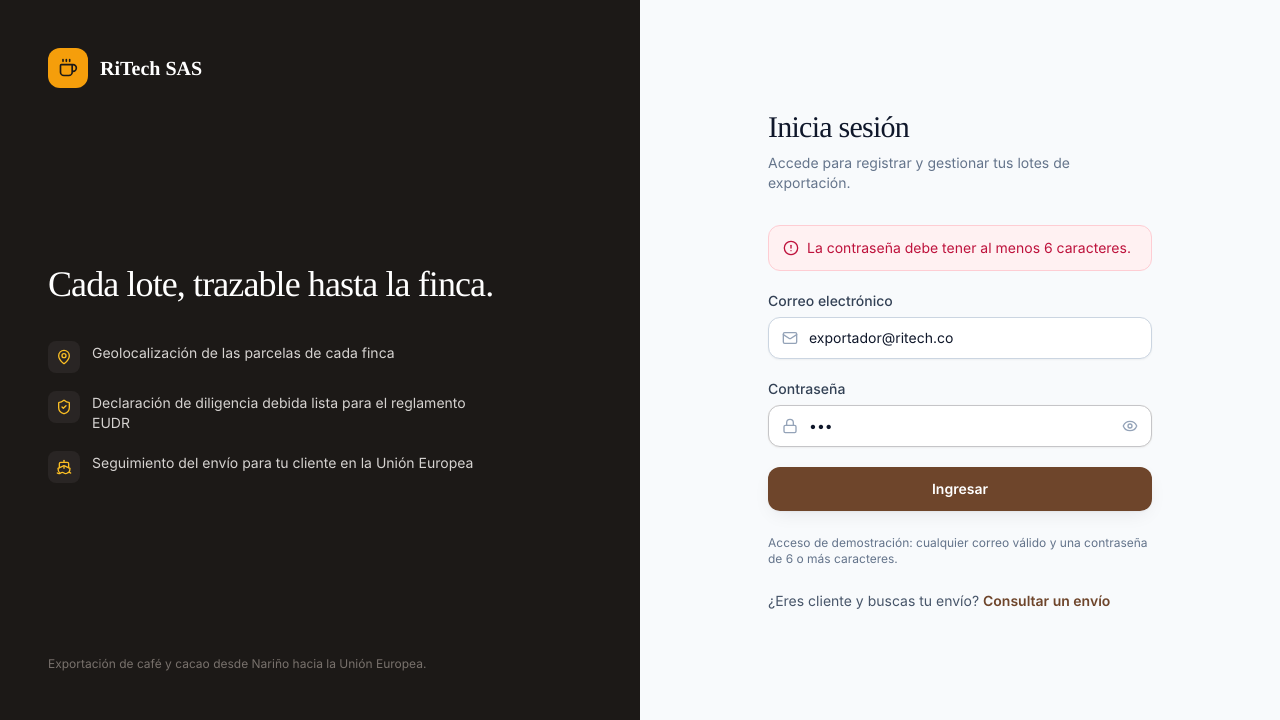 RiTech SAS
Cada lote, trazable hasta la finca.
Geolocalización de las parcelas de cada finca
Declaración de diligencia debida lista para el reglamento
EUDR
Seguimiento del envío para tu cliente en la Unión Europea
Exportación de café y cacao desde Nariño hacia la Unión Europea.
Inicia sesión
Accede para registrar y gestionar tus lotes de
exportación.
La contraseña debe tener al menos 6 caracteres.
Correo electrónico
exportador@ritech.co
Contraseña
•••
Ingresar
Acceso de demostración: cualquier correo válido y una contraseña
de 6 o más caracteres.
¿Eres cliente y buscas tu envío? Consultar un envío